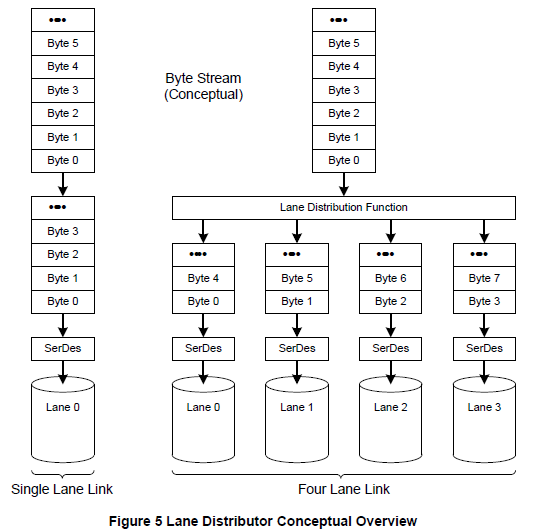 •••
Byte 5
Byte 4
Byte 3
Byte 2
Byte 1
Byte 0
Byte Stream
(Conceptual)
•••
Byte 5
Byte 4
Byte 3
Byte 2
Byte 1
Byte 0
•••
Byte 3
Byte 2
Byte 1
Byte 0
SerDes
Lane 0
Single Lane Link
Lane Distribution Function
•••
Byte 4
Byte 0
SerDes
Lane 0
•••
Byte 5
Byte 1
SerDes
Lane 1
•••
Byte 6
Byte 2
SerDes
Lane 2
•••
Byte 7
Byte 3
SerDes
Lane 3
Four Lane Link
Figure 5 Lane Distributor Conceptual Overview